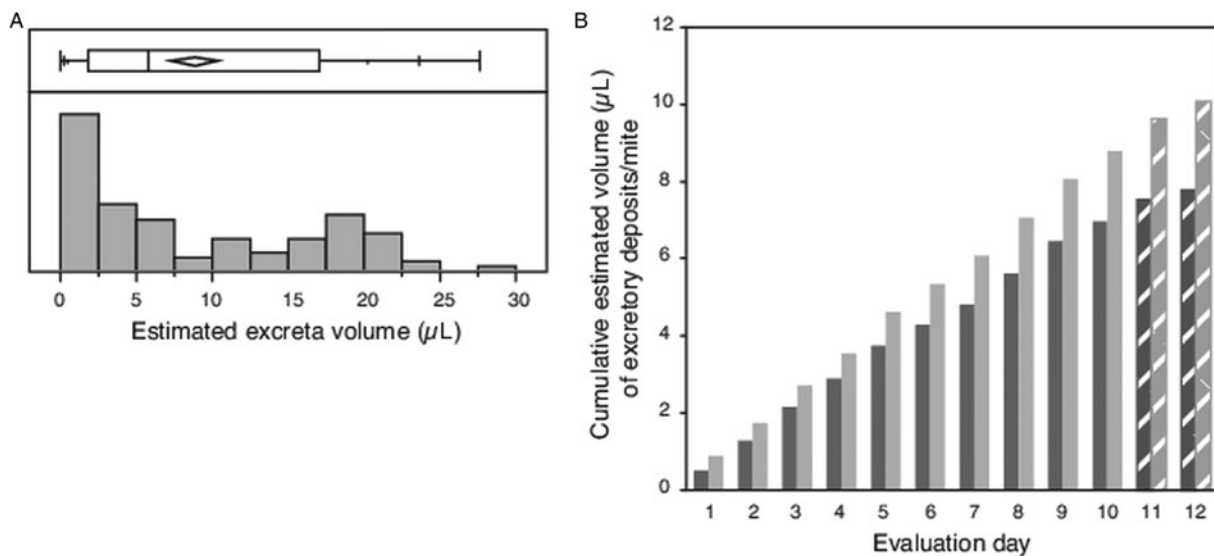 A
0 5 10 15 20 25 30
Estimated excreta volume (µL)
B
Cumulative estimated volume (µL)
of excretory deposits/mite
12
10
8
6
4
2
0
1 2 3 4 5 6 7 8 9 10 11 12
Evaluation day